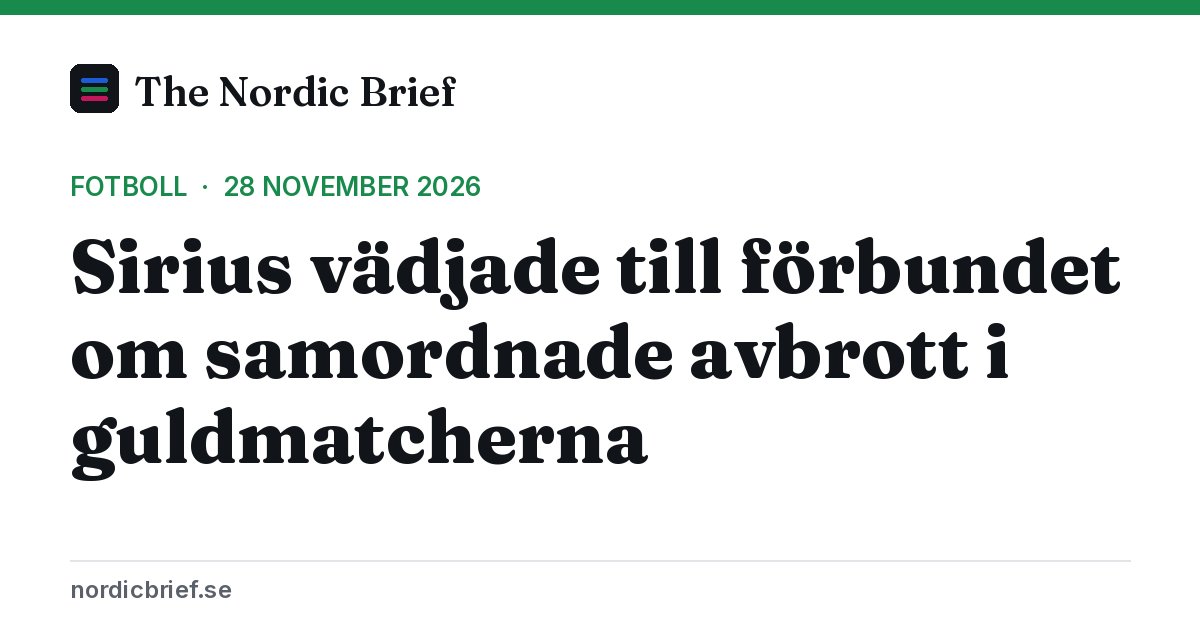 The Nordic Brief
FOTBOLL · 28 NOVEMBER 2026
Sirius vädjade till förbundet
om samordnade avbrott i
guldmatcherna
nordicbrief.se